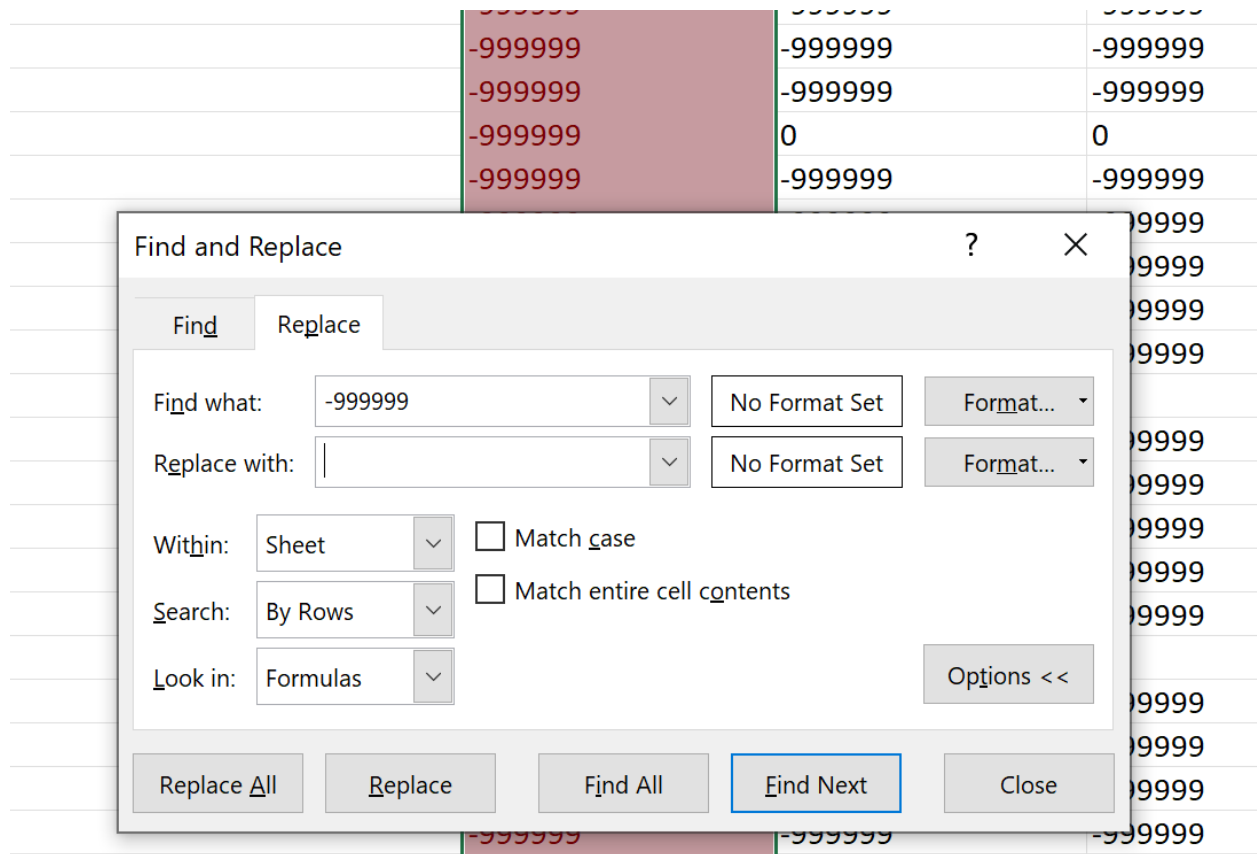 -999999 -999999 -999999
-999999 -999999 -999999
-999999 0 0
-999999 -999999 -999999
Find and Replace ?
Find Replace
Find what: -999999 No Format Set Format...
Replace with: No Format Set Format...
Within: Sheet Match case
Search: By Rows Match entire cell contents
Look in: Formulas Options <<
Replace All Replace Find All Find Next Close
-999999 -999999 -999999